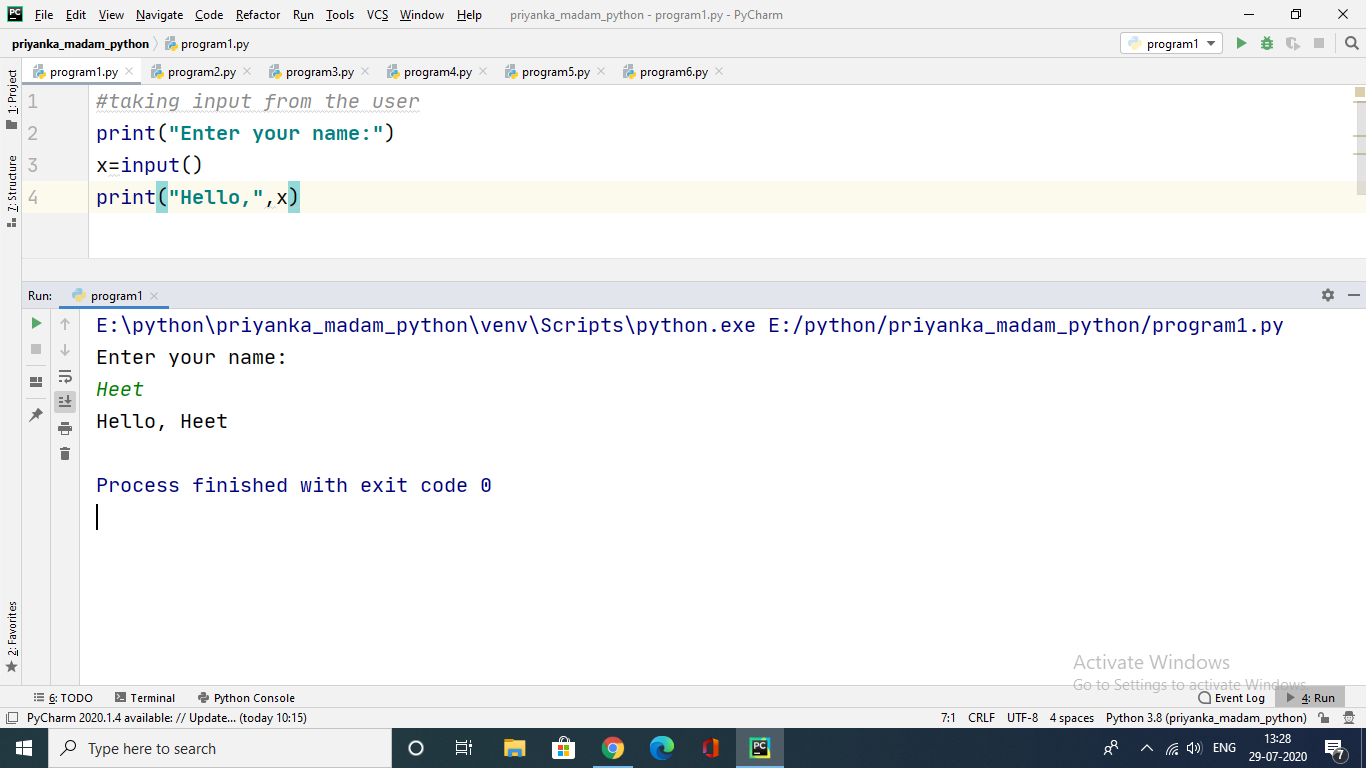 PC File Edit View Navigate Code Refactor Run Tools VCS Window Help priyanka_madam_python - program1.py - PyCharm
priyanka_madam_python program1.py program1
program1.py program2.py program3.py program4.py program5.py program6.py
1: Project
7: Structure
1 #taking input from the user
2 print("Enter your name:")
3 x=input()
4 print("Hello,",x)
Run: program1
E:\python\priyanka_madam_python\venv\Scripts\python.exe E:/python/priyanka_madam_python/program1.py
Enter your name:
Heet
Hello, Heet
Process finished with exit code 0
2: Favorites
Activate Windows
Go to Settings to activate Windows.
6: TODO Terminal Python Console Event Log 4: Run
PyCharm 2020.1.4 available: // Update... (today 10:15) 7:1 CRLF UTF-8 4 spaces Python 3.8 (priyanka_madam_python)
Type here to search PC ENG 13:28
29-07-2020 7